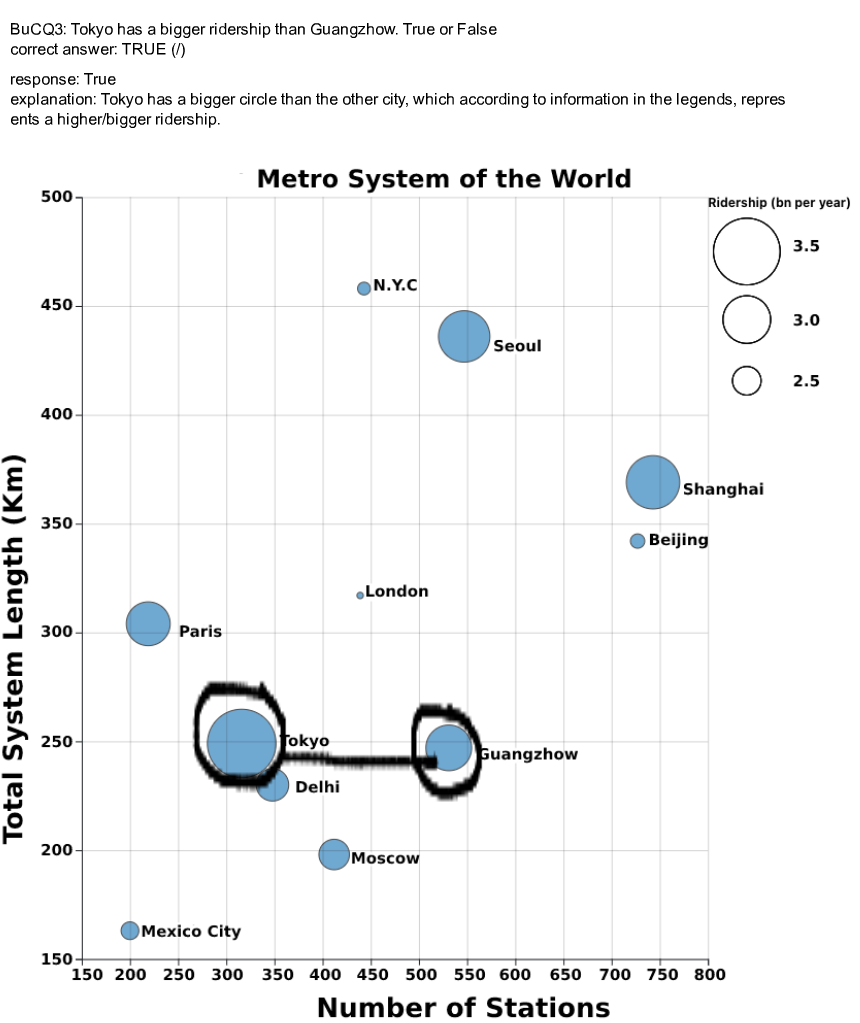 BuCQ3: Tokyo has a bigger ridership than Guangzhow. True or False
correct answer: TRUE (/)
response: True
explanation: Tokyo has a bigger circle than the other city, which according to information in the legends, repres
ents a higher/bigger ridership.
Metro System of the World
Ridership (bn per year)
3.5
3.0
2.5
Total System Length (Km)
500
450
400
350
300
250
200
150
N.Y.C
Seoul
Shanghai
Beijing
London
Paris
Tokyo
Guangzhow
Delhi
Moscow
Mexico City
150 200 250 300 350 400 450 500 550 600 650 700 750 800
Number of Stations